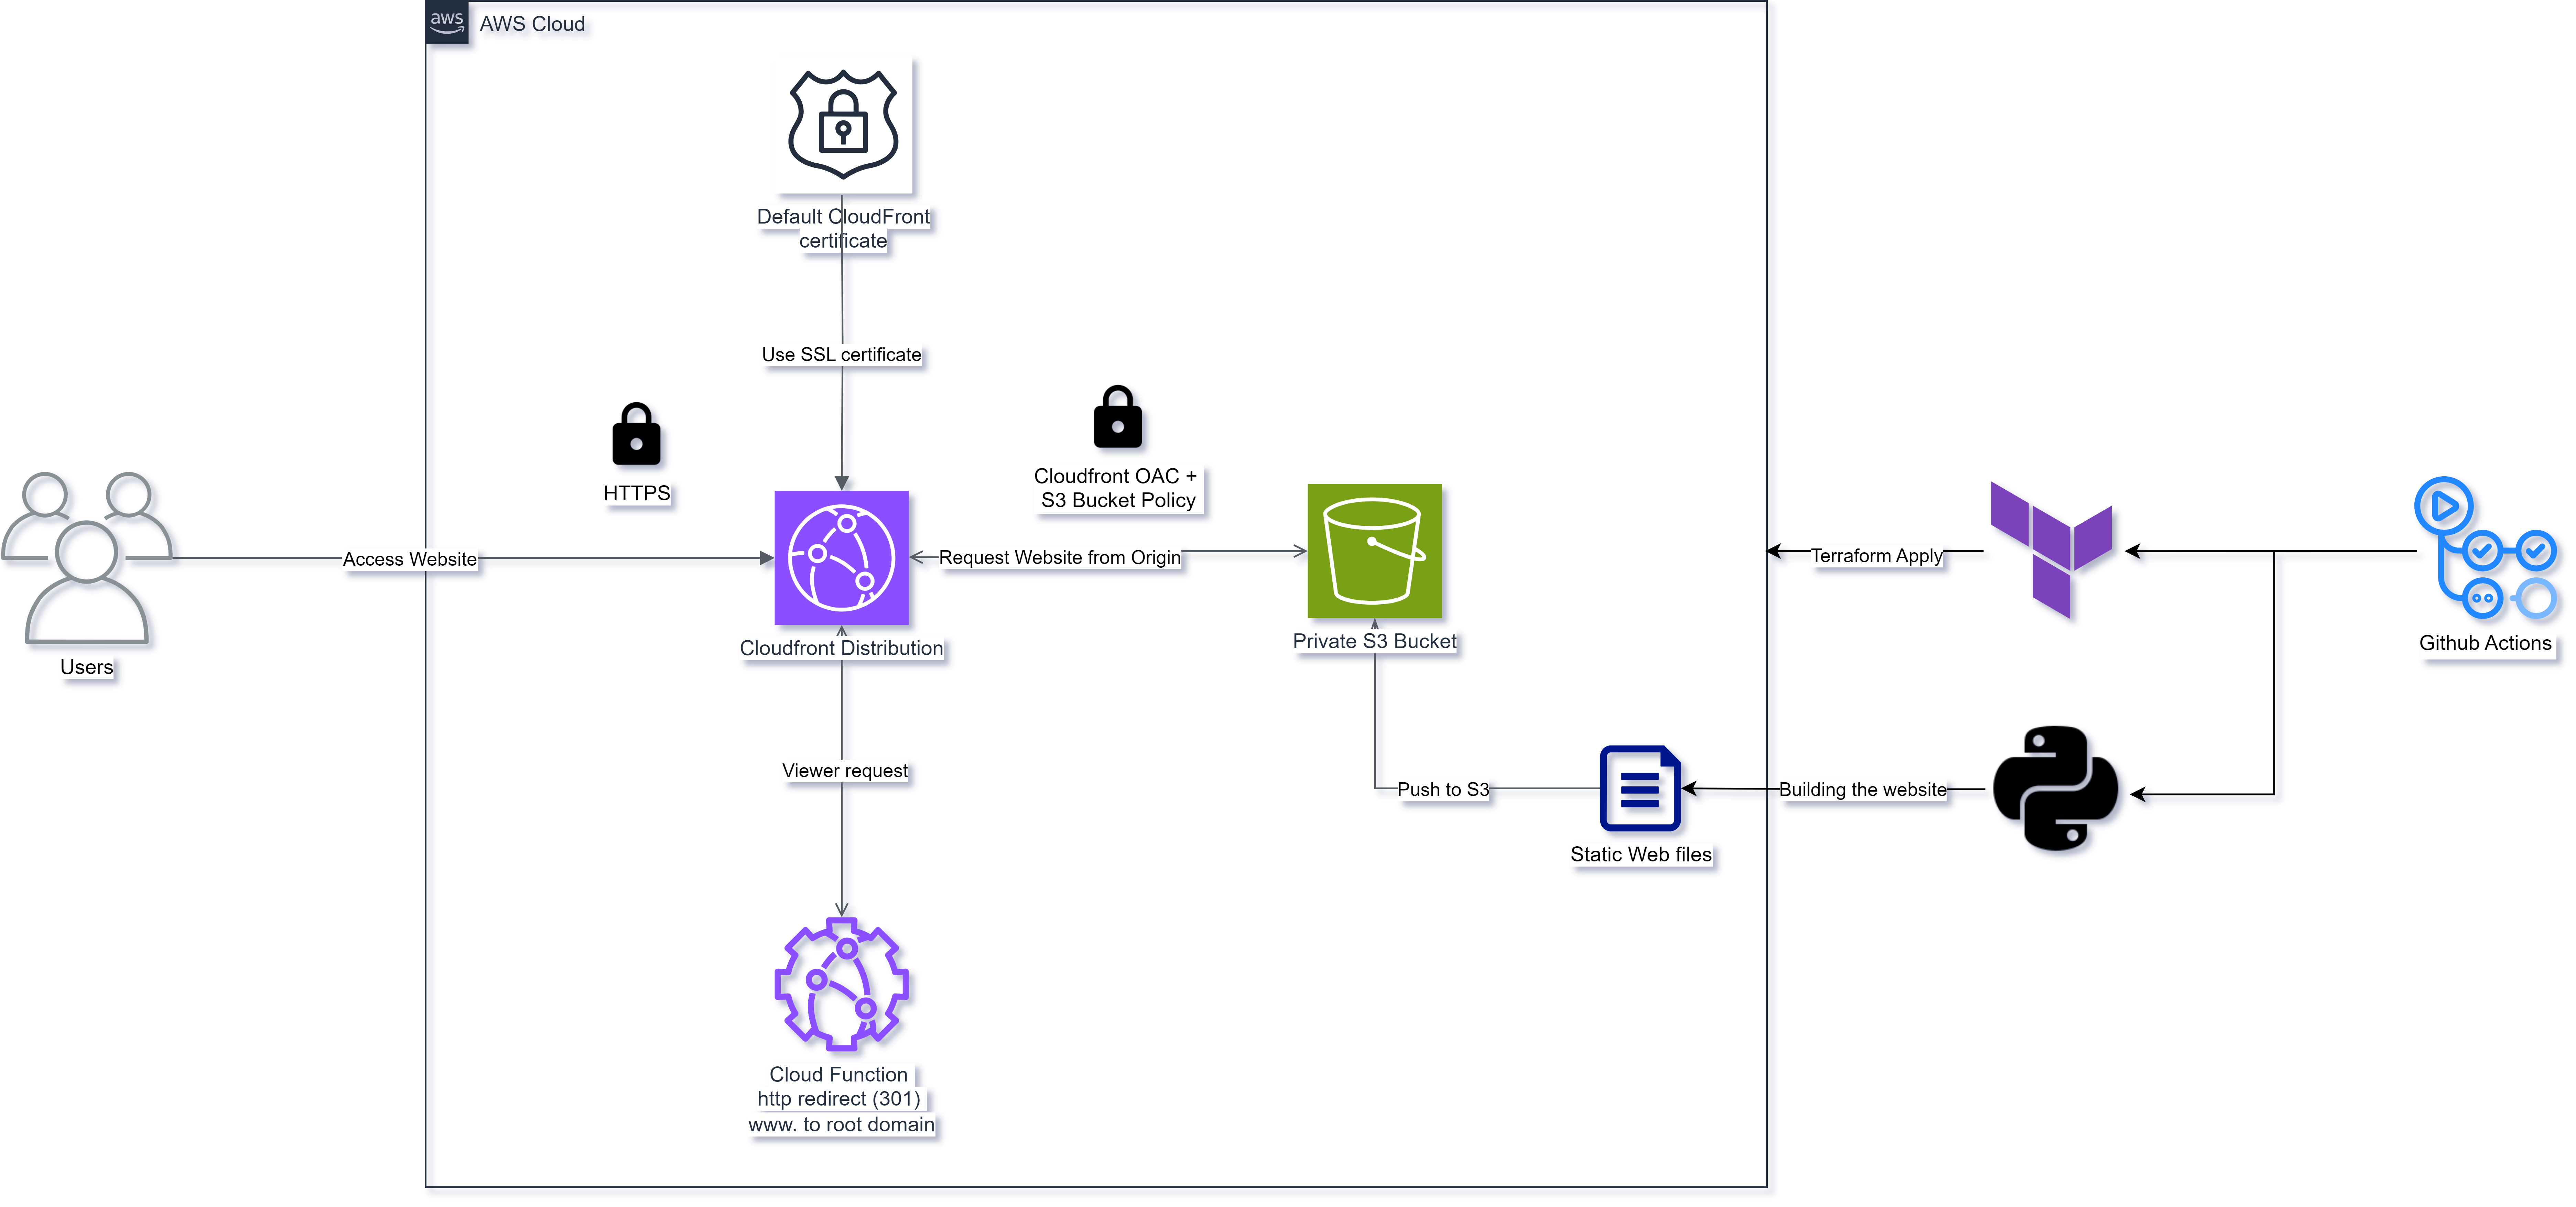 aws
AWS Cloud
Default CloudFront
certificate
Use SSL certificate
HTTPS
Cloudfront OAC +
S3 Bucket Policy
Access Website
Request Website from Origin
Terraform Apply
Users
Cloudfront Distribution
Private S3 Bucket
Github Actions
Viewer request
Push to S3
Building the website
Static Web files
Cloud Function
http redirect (301)
www. to root domain